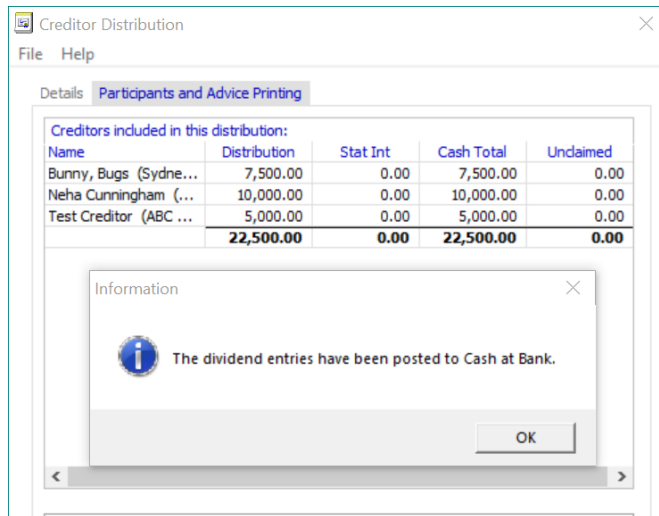 Creditor Distribution
File Help
Details Participants and Advice Printing
Creditors included in this distribution:
Name Distribution Stat Int Cash Total Unclaimed
Bunny, Bugs (Sydne... 7,500.00 0.00 7,500.00 0.00
Neha Cunningham (... 10,000.00 0.00 10,000.00 0.00
Test Creditor (ABC ... 5,000.00 0.00 5,000.00 0.00
22,500.00 0.00 22,500.00 0.00
Information
The dividend entries have been posted to Cash at Bank.
OK